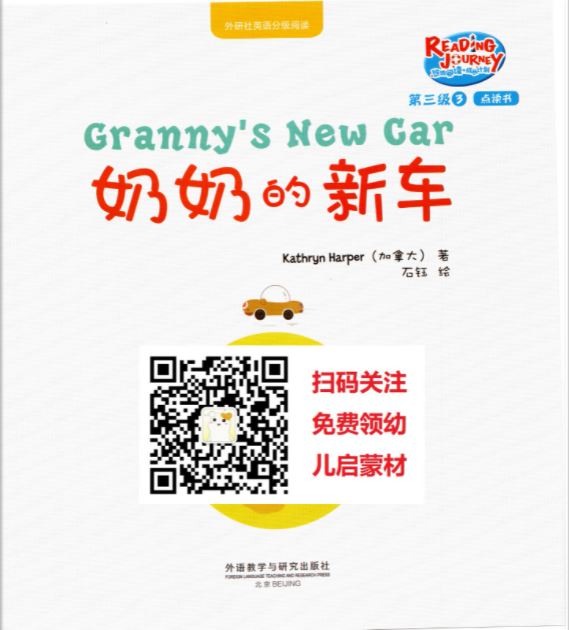 外研社英语分级阅读
READING
JOURNEY
第三级 3 点读书
Granny's New Car
奶奶的新车
Kathryn Harper（加拿大） 著
石钰 绘
扫码关注
免费领幼
儿启蒙材
外语教学与研究出版社
FOREIGN LANGUAGE TEACHING AND RESEARCH PRESS
北京 BEIJING